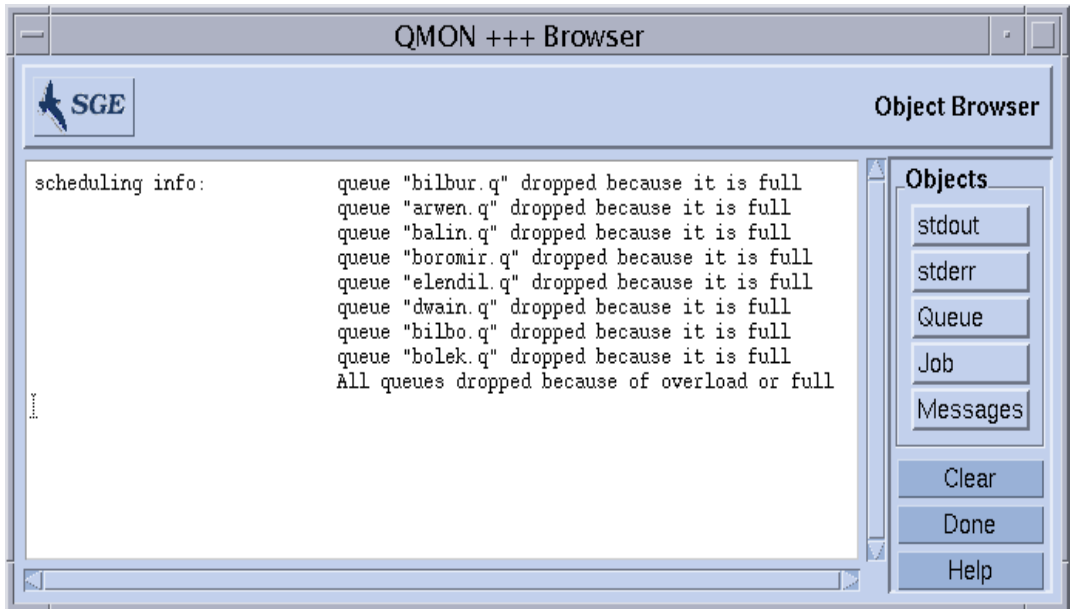 QMON +++ Browser
SGE
Object Browser
scheduling info: queue "bilbur.q" dropped because it is full
queue "arwen.q" dropped because it is full
queue "balin.q" dropped because it is full
queue "boromir.q" dropped because it is full
queue "elendil.q" dropped because it is full
queue "dwain.q" dropped because it is full
queue "bilbo.q" dropped because it is full
queue "bolek.q" dropped because it is full
All queues dropped because of overload or full
Objects
stdout
stderr
Queue
Job
Messages
Clear
Done
Help